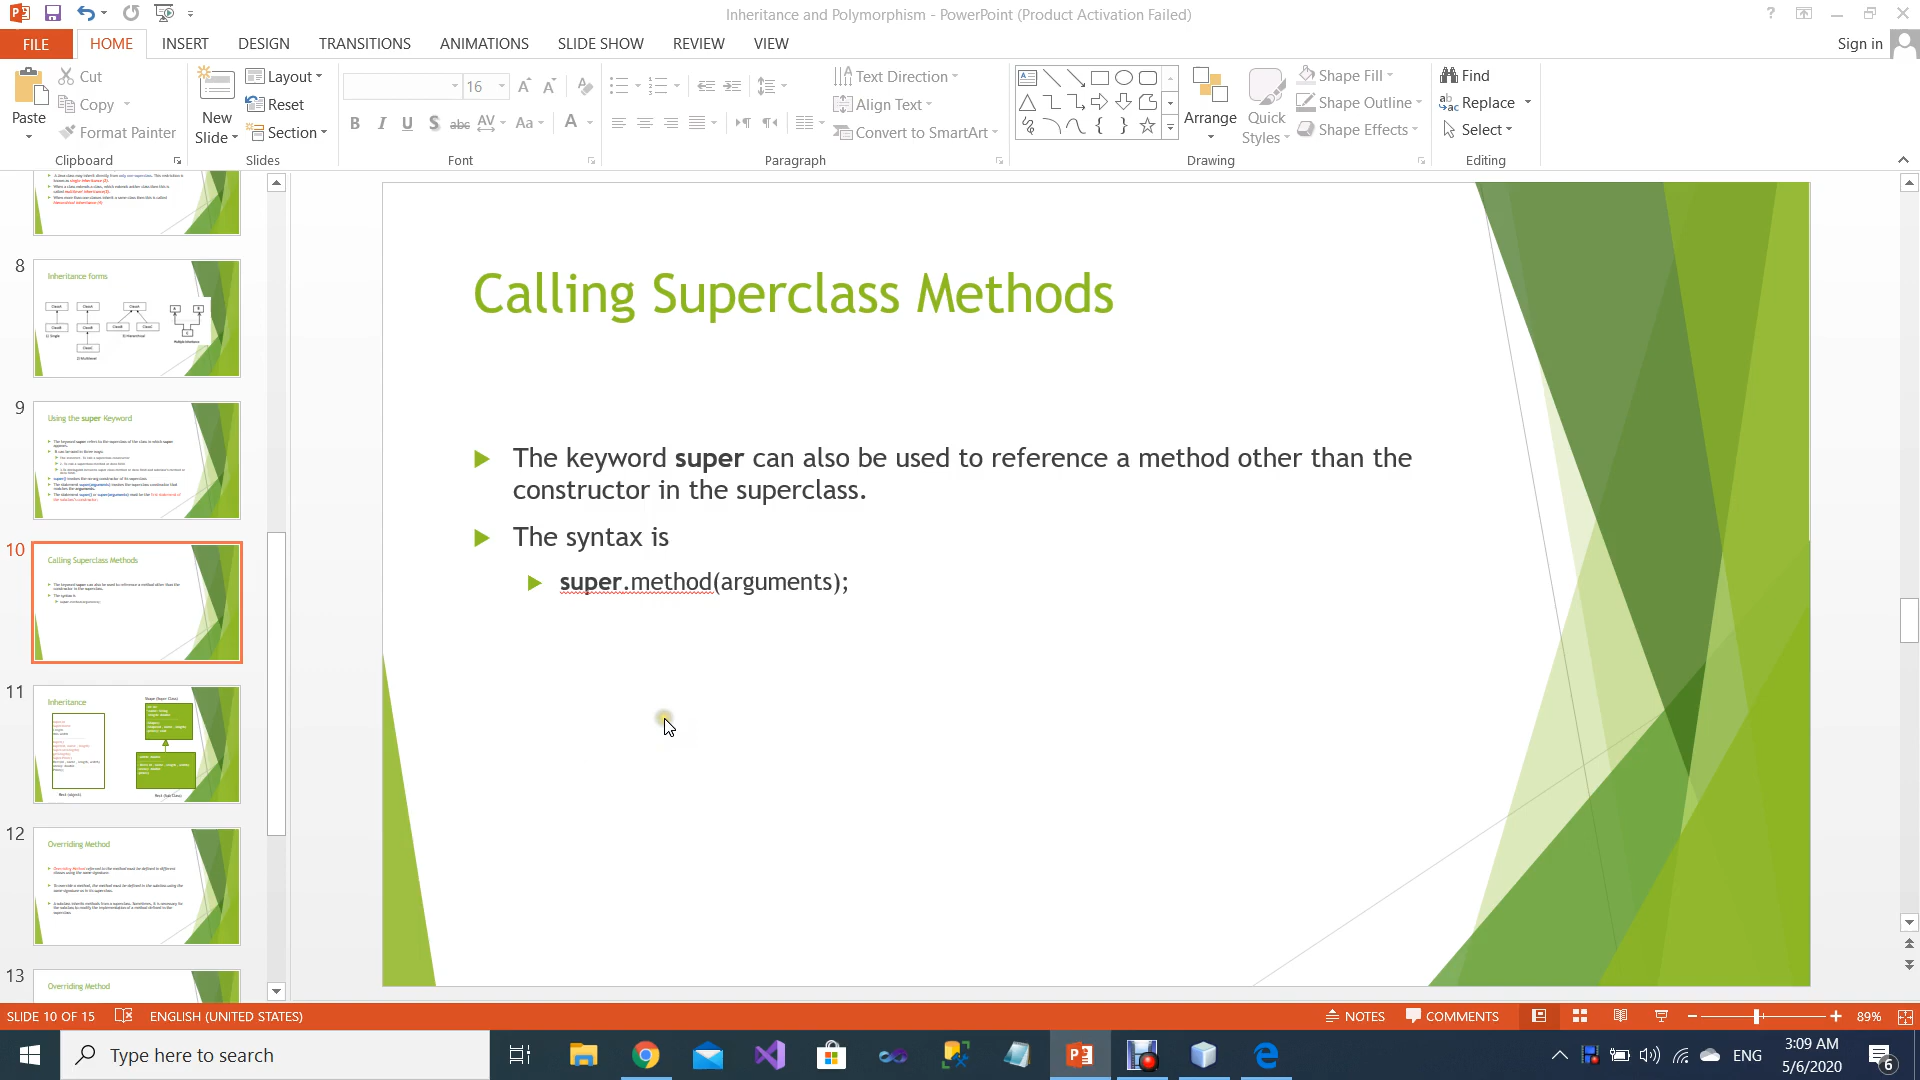 Inheritance and Polymorphism - PowerPoint (Product Activation Failed)
FILE HOME INSERT DESIGN TRANSITIONS ANIMATIONS SLIDE SHOW REVIEW VIEW Sign in
Paste
Cut
Copy
Format Painter
Clipboard
New Slide
Layout
Reset
Section
Slides
16
Font
Paragraph
Text Direction
Align Text
Convert to SmartArt
Arrange
Quick Styles
Drawing
Shape Fill
Shape Outline
Shape Effects
Find
Replace
Select
Editing
8
Inheritance forms
9
Using the super Keyword
10
Calling Superclass Methods
11
Inheritance
12
Overriding Method
13
Overriding Method
Calling Superclass Methods
The keyword super can also be used to reference a method other than the
constructor in the superclass.
The syntax is
super.method(arguments);
SLIDE 10 OF 15 ENGLISH (UNITED STATES) NOTES COMMENTS 89%
Type here to search
ENG
3:09 AM
5/6/2020
6